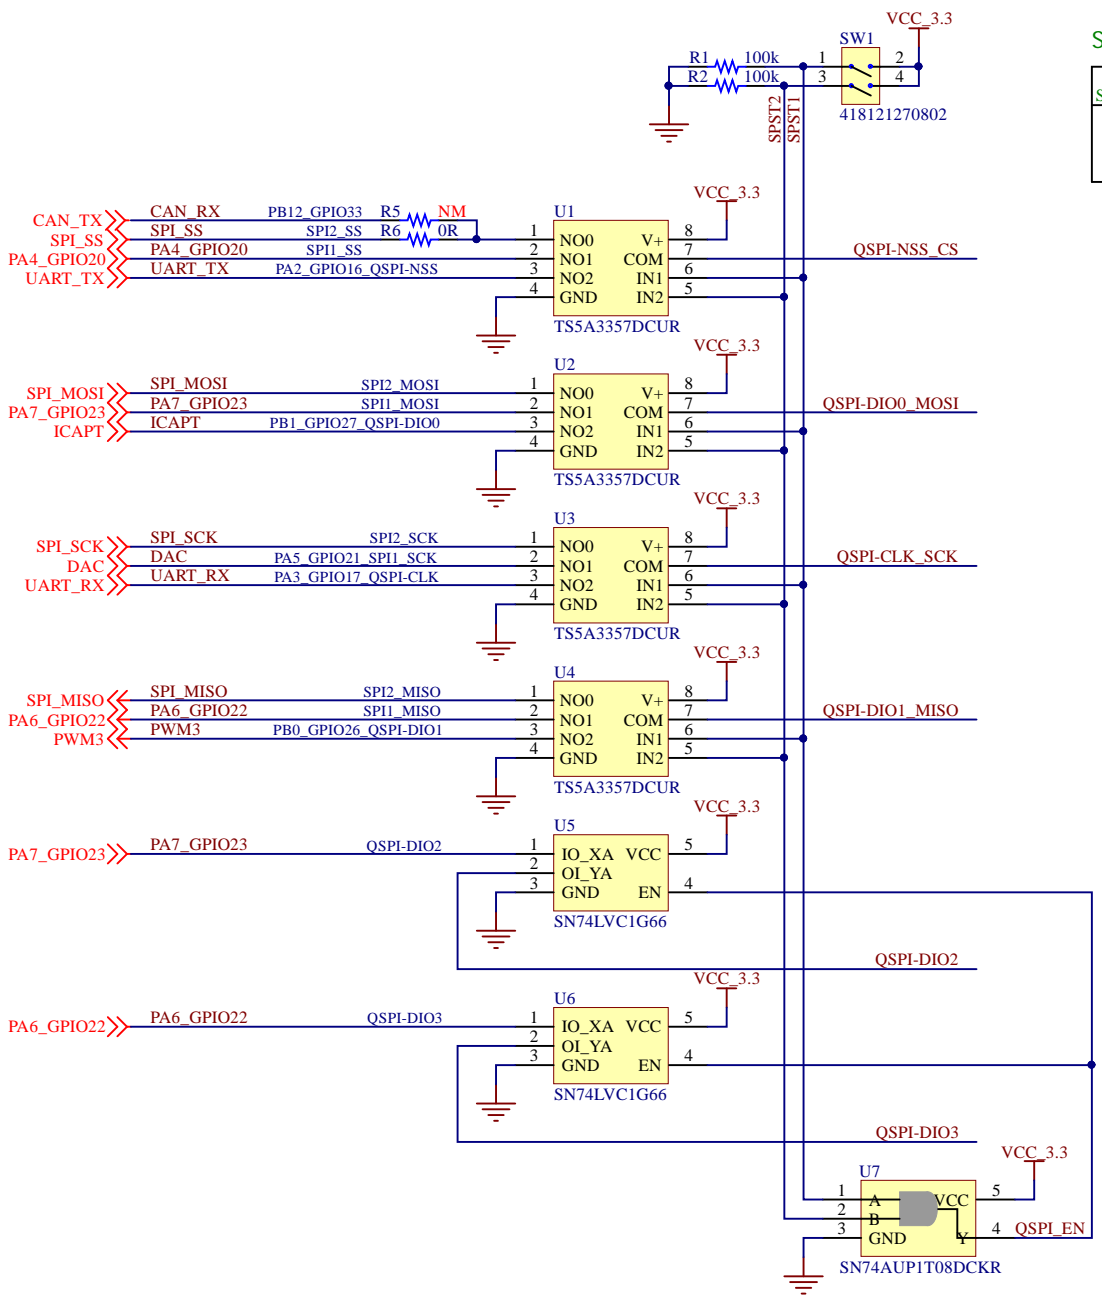 VCC_3.3
SW1
S
R1 100k 1 2
R2 100k 3 4
S
418121270802
SPST2
SPST1
VCC_3.3
CAN_TX CAN_RX PB12_GPIO33 R5 NM U1
SPI_SS SPI_SS SPI2_SS R6 0R 1 NO0 V+ 8
PA4_GPIO20 PA4_GPIO20 SPI1_SS 2 NO1 COM 7 QSPI-NSS_CS
UART_TX UART_TX PA2_GPIO16_QSPI-NSS 3 NO2 IN1 6
4 GND IN2 5
TS5A3357DCUR
VCC_3.3
U2
SPI_MOSI SPI_MOSI SPI2_MOSI 1 NO0 V+ 8
PA7_GPIO23 PA7_GPIO23 SPI1_MOSI 2 NO1 COM 7 QSPI-DIO0_MOSI
ICAPT ICAPT PB1_GPIO27_QSPI-DIO0 3 NO2 IN1 6
4 GND IN2 5
TS5A3357DCUR
VCC_3.3
U3
SPI_SCK SPI_SCK SPI2_SCK 1 NO0 V+ 8
DAC DAC PA5_GPIO21_SPI1_SCK 2 NO1 COM 7 QSPI-CLK_SCK
UART_RX UART_RX PA3_GPIO17_QSPI-CLK 3 NO2 IN1 6
4 GND IN2 5
TS5A3357DCUR
VCC_3.3
U4
SPI_MISO SPI_MISO SPI2_MISO 1 NO0 V+ 8
PA6_GPIO22 PA6_GPIO22 SPI1_MISO 2 NO1 COM 7 QSPI-DIO1_MISO
PWM3 PWM3 PB0_GPIO26_QSPI-DIO1 3 NO2 IN1 6
4 GND IN2 5
TS5A3357DCUR
VCC_3.3
U5
PA7_GPIO23 PA7_GPIO23 QSPI-DIO2 1 IO_XA VCC 5
2 OI_YA
3 GND EN 4
SN74LVC1G66
QSPI-DIO2
VCC_3.3
U6
PA6_GPIO22 PA6_GPIO22 QSPI-DIO3 1 IO_XA VCC 5
2 OI_YA
3 GND EN 4
SN74LVC1G66
QSPI-DIO3
VCC_3.3
U7
1 A VCC 5
2 B
3 GND Y 4 QSPI_EN
SN74AUP1T08DCKR